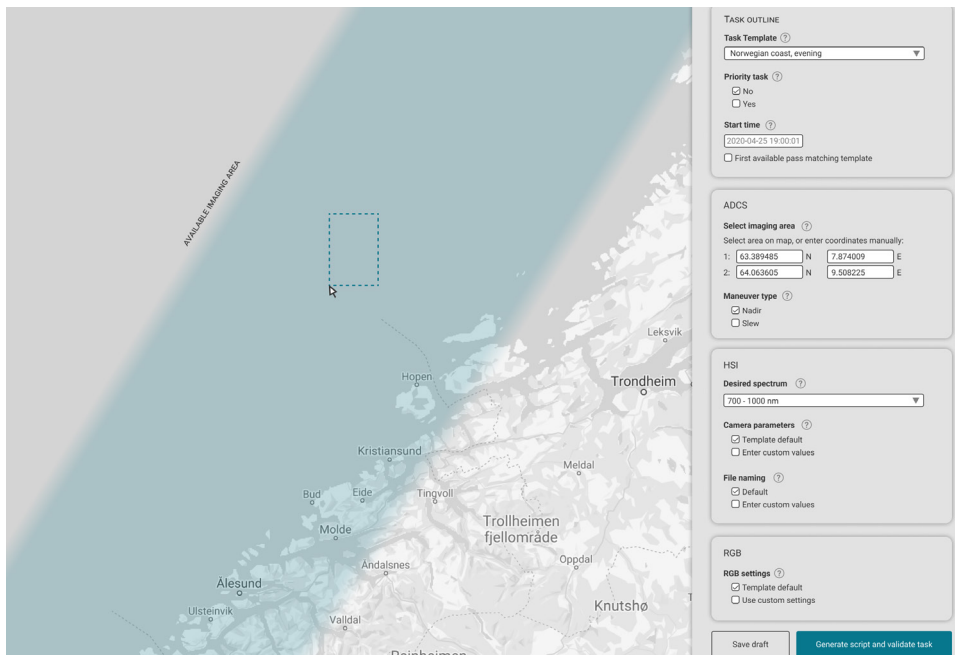 AVAILABLE IMAGING AREA
Leksvik
Hopen
Trondheim
Kristiansund
Meldal
Bud
Eide
Tingvoll
Molde
Trollheimen
fjellområde
Åndalsnes
Oppdal
Ålesund
Ulsteinvik
Knutshø
Valldal
Reinheimen
TASK OUTLINE
Task Template ?
Norwegian coast, evening
Priority task ?
No
Yes
Start time ?
2020-04-25 19:00:01
First available pass matching template
ADCS
Select imaging area ?
Select area on map, or enter coordinates manually:
1: 63.389485 N 7.874009 E
2: 64.063605 N 9.508225 E
Maneuver type ?
Nadir
Slew
HSI
Desired spectrum ?
700 - 1000 nm
Camera parameters ?
Template default
Enter custom values
File naming ?
Default
Enter custom values
RGB
RGB settings ?
Template default
Use custom settings
Save draft
Generate script and validate task